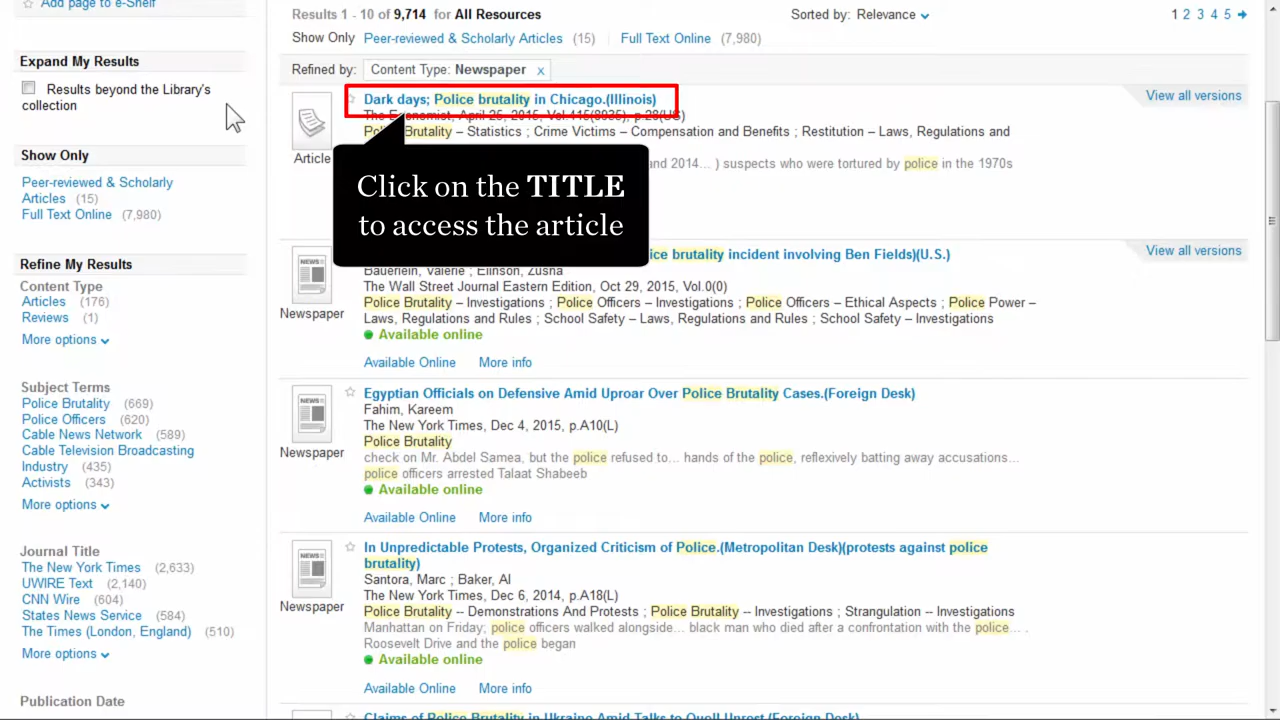 Add page to e-Shelf
Expand My Results
Results beyond the Library's
collection
Show Only
Peer-reviewed & Scholarly
Articles (15)
Full Text Online (7,980)
Refine My Results
Content Type
Articles (176)
Reviews (1)
More options
Subject Terms
Police Brutality (669)
Police Officers (620)
Cable News Network (589)
Cable Television Broadcasting
Industry (435)
Activists (343)
More options
Journal Title
The New York Times (2,633)
UWIRE Text (2,140)
CNN Wire (604)
States News Service (584)
The Times (London, England) (510)
More options
Publication Date
Results 1 - 10 of 9,714 for All Resources
Sorted by: Relevance
1 2 3 4 5
Show Only Peer-reviewed & Scholarly Articles (15) | Full Text Online (7,980)
Refined by: Content Type: Newspaper x
Dark days; Police brutality in Chicago.(Illinois)
View all versions
The Economist, April 25, 2015, Vol.415(8935), p.28(US)
Police Brutality – Statistics ; Crime Victims – Compensation and Benefits ; Restitution – Laws, Regulations and
Article
and 2014... ) suspects who were tortured by police in the 1970s
Click on the TITLE
to access the article
police brutality incident involving Ben Fields)(U.S.)
View all versions
NEWS
Bauerlein, Valerie ; Elinson, Zusha
The Wall Street Journal Eastern Edition, Oct 29, 2015, Vol.0(0)
Police Brutality – Investigations ; Police Officers – Investigations ; Police Officers – Ethical Aspects ; Police Power –
Newspaper
Laws, Regulations and Rules ; School Safety – Laws, Regulations and Rules ; School Safety – Investigations
Available online
Available Online More info
Egyptian Officials on Defensive Amid Uproar Over Police Brutality Cases.(Foreign Desk)
NEWS
Fahim, Kareem
The New York Times, Dec 4, 2015, p.A10(L)
Police Brutality
Newspaper
check on Mr. Abdel Samea, but the police refused to... hands of the police, reflexively batting away accusations...
police officers arrested Talaat Shabeeb
Available online
Available Online More info
In Unpredictable Protests, Organized Criticism of Police.(Metropolitan Desk)(protests against police
brutality)
NEWS
Santora, Marc ; Baker, Al
The New York Times, Dec 6, 2014, p.A18(L)
Newspaper
Police Brutality -- Demonstrations And Protests ; Police Brutality -- Investigations ; Strangulation -- Investigations
Manhattan on Friday; police officers walked alongside... black man who died after a confrontation with the police... .
Roosevelt Drive and the police began
Available online
Available Online More info
Claims of Police Brutality in Ukraine Amid Talks to Quell Unrest.(Foreign Desk)